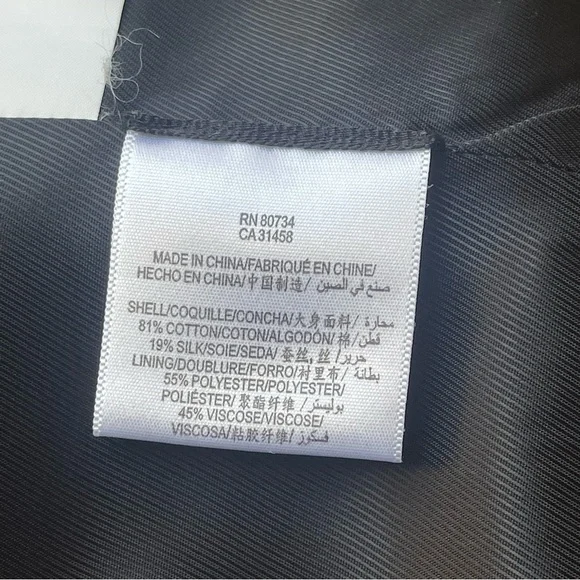 RN 80734
CA 31458
MADE IN CHINA/FABRIQUÉ EN CHINE/
HECHO EN CHINA/中国制造/ صنع في الصين
SHELL/COQUILLE/CONCHA/大身面料/ محارة/
81% COTTON/COTON/ALGODÓN/棉/ قطن/
19% SILK/SOIE/SEDA/ 蚕丝, 丝 / حرير/
LINING/DOUBLURE/FORRO/衬里布/ بطانة/
55% POLYESTER/POLYESTER/
POLIÉSTER/ 聚酯纤维 / بوليستر/
45% VISCOSE/VISCOSE/
VISCOSA/粘胶纤维/ فسكوز